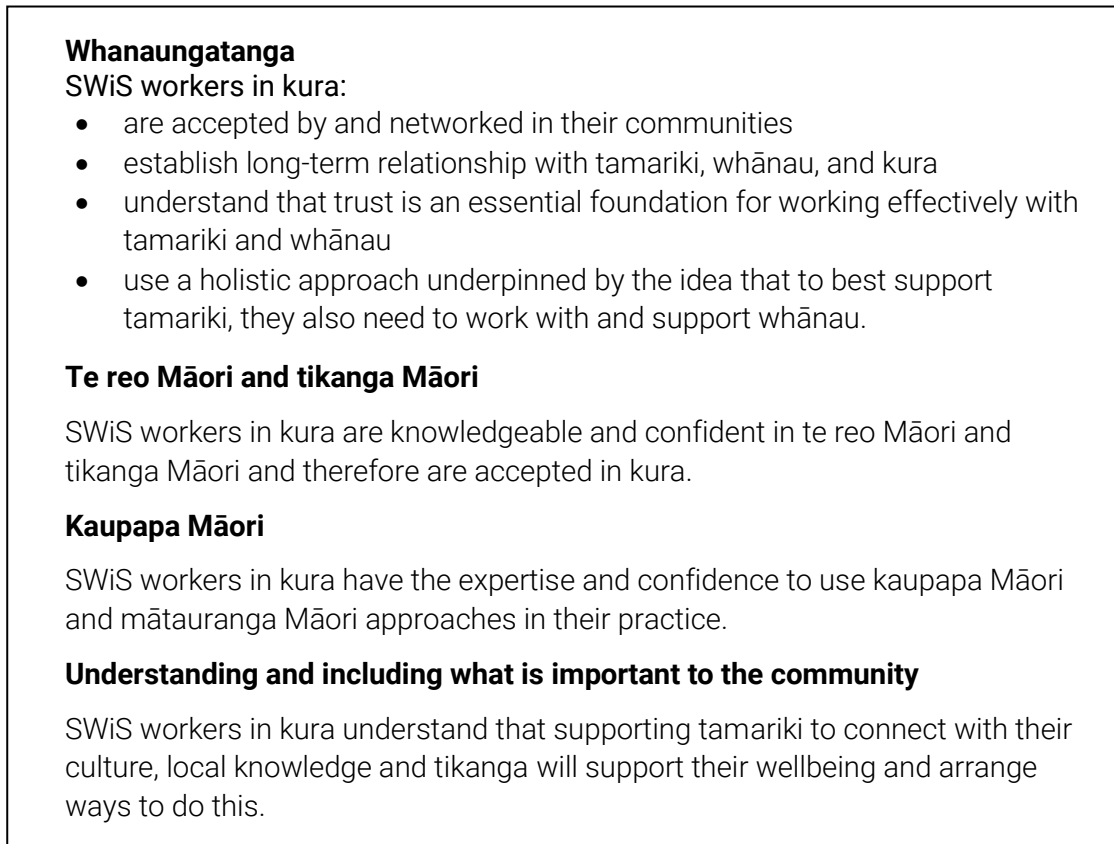 Whanaungatanga
SWiS workers in kura:
• are accepted by and networked in their communities
• establish long-term relationship with tamariki, whānau, and kura
• understand that trust is an essential foundation for working effectively with
tamariki and whānau
• use a holistic approach underpinned by the idea that to best support
tamariki, they also need to work with and support whānau.
Te reo Māori and tikanga Māori
SWiS workers in kura are knowledgeable and confident in te reo Māori and
tikanga Māori and therefore are accepted in kura.
Kaupapa Māori
SWiS workers in kura have the expertise and confidence to use kaupapa Māori
and mātauranga Māori approaches in their practice.
Understanding and including what is important to the community
SWiS workers in kura understand that supporting tamariki to connect with their
culture, local knowledge and tikanga will support their wellbeing and arrange
ways to do this.